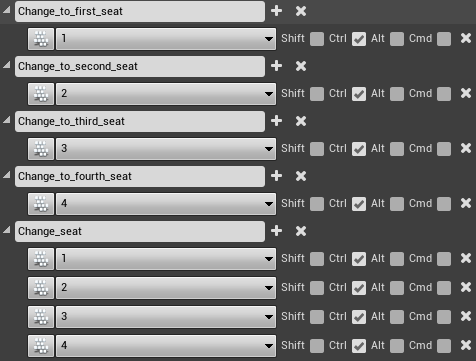 Change_to_first_seat
1 Shift Ctrl Alt Cmd
Change_to_second_seat
2 Shift Ctrl Alt Cmd
Change_to_third_seat
3 Shift Ctrl Alt Cmd
Change_to_fourth_seat
4 Shift Ctrl Alt Cmd
Change_seat
1 Shift Ctrl Alt Cmd
2 Shift Ctrl Alt Cmd
3 Shift Ctrl Alt Cmd
4 Shift Ctrl Alt Cmd